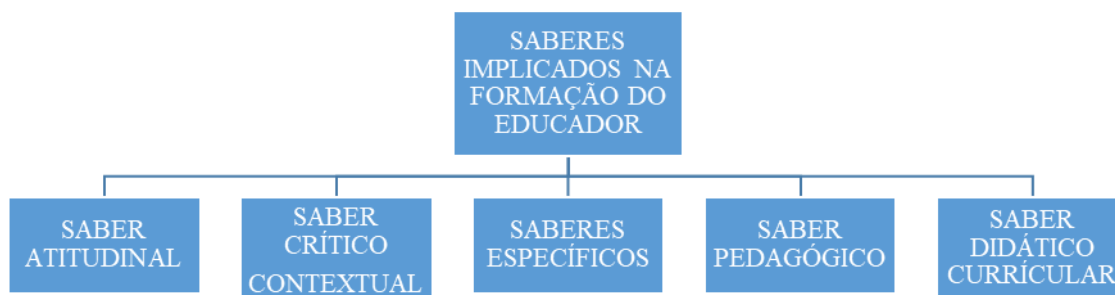 SABERES
IMPLICADOS NA
FORMAÇÃO DO
EDUCADOR
SABER
ATITUDINAL
SABER
CRÍTICO
CONTEXTUAL
SABERES
ESPECÍFICOS
SABER
PEDAGÓGICO
SABER
DIDÁTICO
CURRÍCULAR